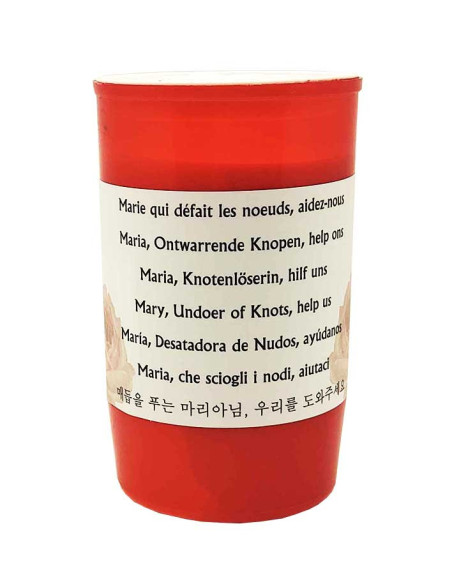 Marie qui défait les noeuds, aidez-nous
Maria, Ontwarrende Knopen, help ons
Maria, Knotenlöserin, hilf uns
Mary, Undoer of Knots, help us
María, Desatadora de Nudos, ayúdanos
Maria, che sciogli i nodi, aiutaci
매듭을 푸는 마리아님, 우리를 도와주세요